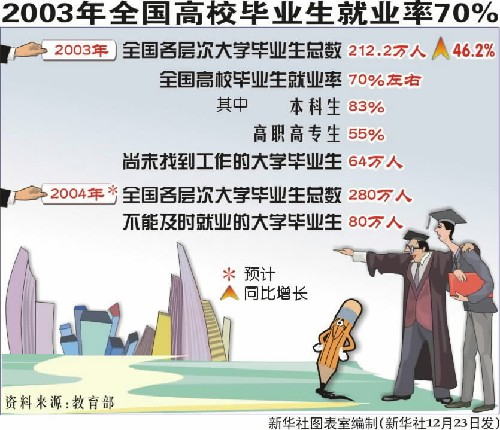 2003年全国高校毕业生就业率70%
2003年 全国各层次大学毕业生总数 212.2万人 46.2%
全国高校毕业生就业率 70%左右
其中 本科生 83%
高职高专生 55%
尚未找到工作的大学毕业生 64万人
2004年* 全国各层次大学毕业生总数 280万人
不能及时就业的大学毕业生 80万人
* 预计
同比增长
资料来源:教育部
新华社图表室编制(新华社12月23日发)